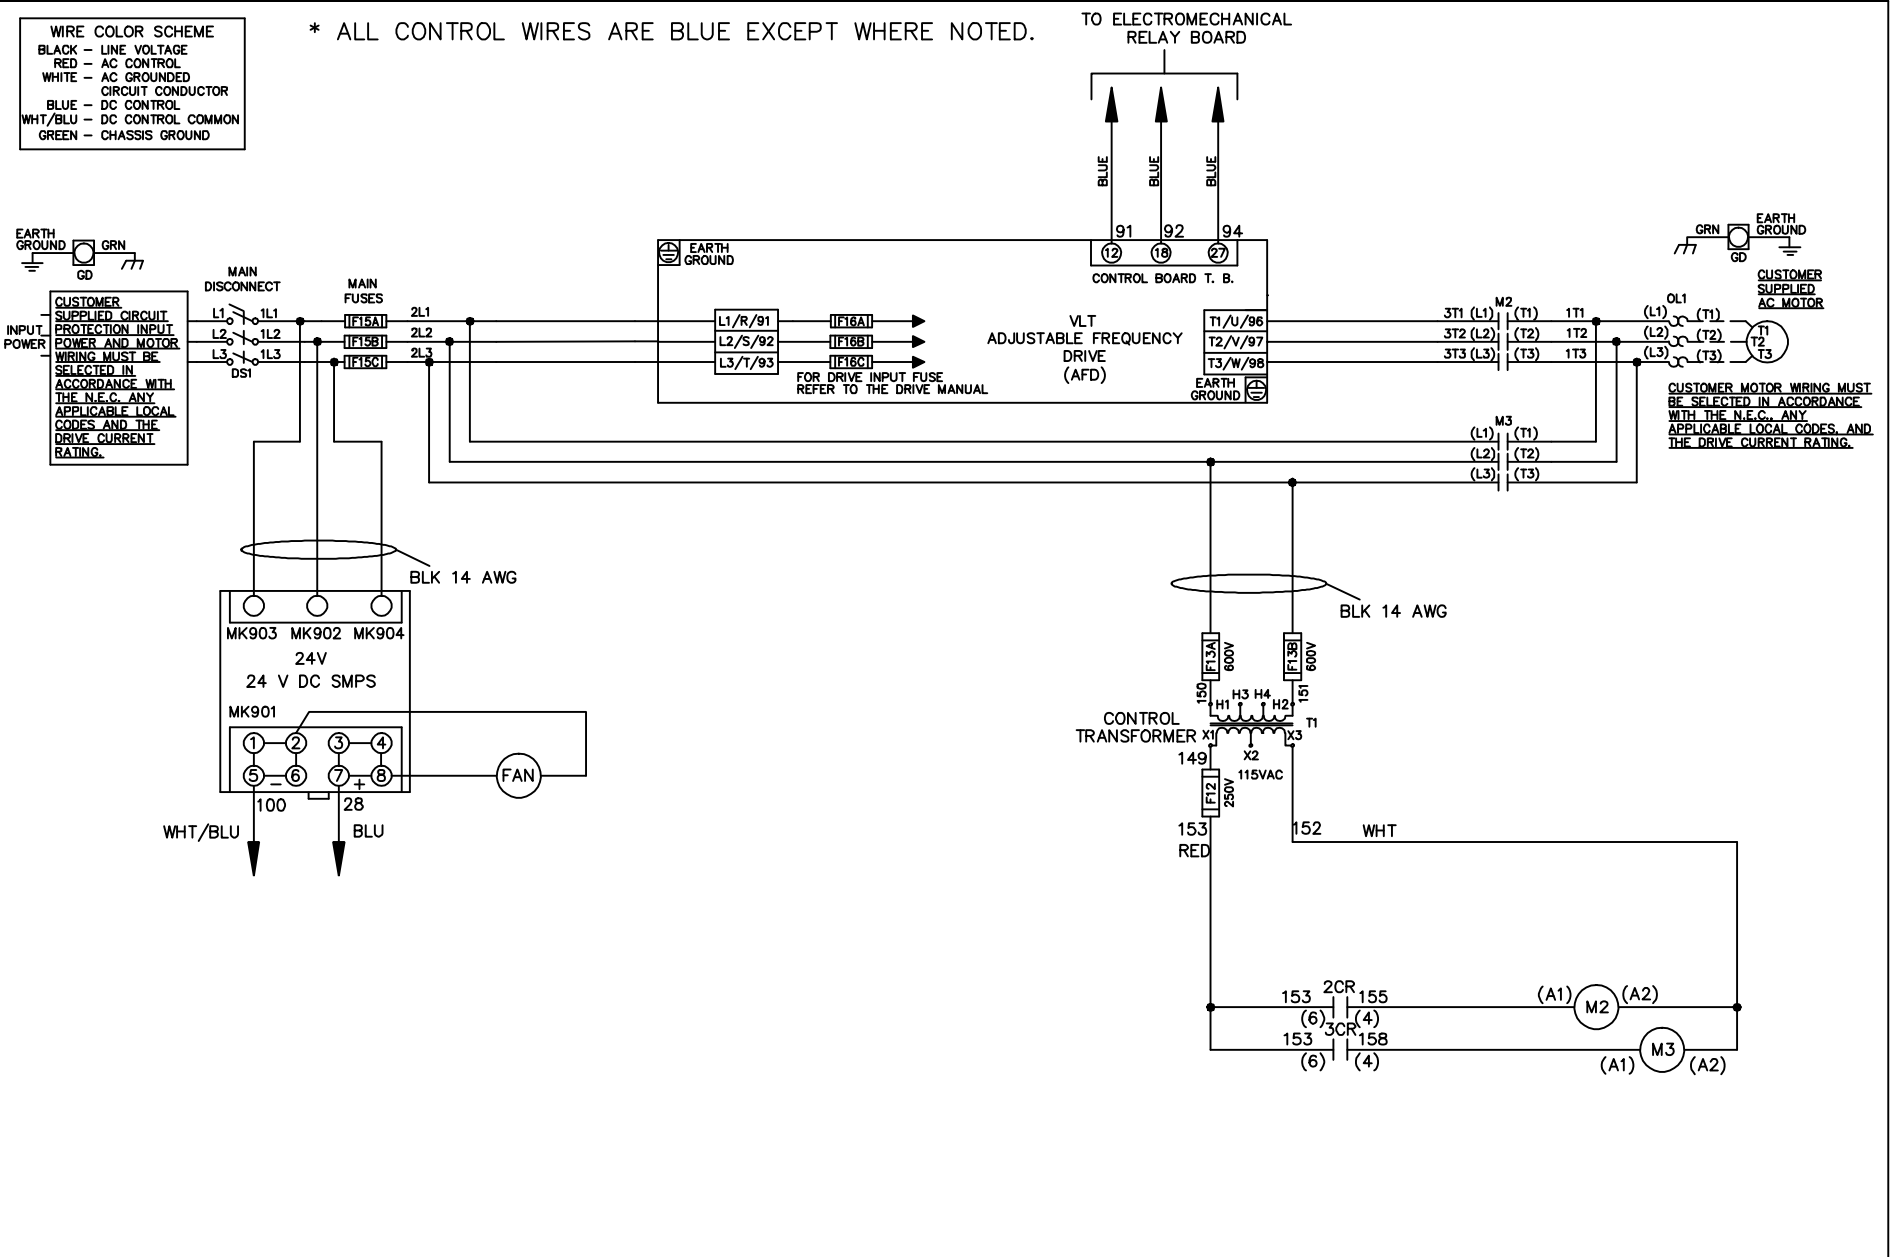 WIRE COLOR SCHEME
BLACK – LINE VOLTAGE
RED – AC CONTROL
WHITE – AC GROUNDED
CIRCUIT CONDUCTOR
BLUE – DC CONTROL
WHT/BLU – DC CONTROL COMMON
GREEN – CHASSIS GROUND
* ALL CONTROL WIRES ARE BLUE EXCEPT WHERE NOTED.
TO ELECTROMECHANICAL
RELAY BOARD
BLUE
BLUE
BLUE
91 92 94
12 18 27
CONTROL BOARD T. B.
EARTH
GROUND
GRN
GD
MAIN
DISCONNECT
L1 1L1
L2 1L2
L3 1L3
DS1
MAIN
FUSES
F15A
F15B
F15C
2L1
2L2
2L3
INPUT
POWER
CUSTOMER
SUPPLIED CIRCUIT
PROTECTION INPUT
POWER AND MOTOR
WIRING MUST BE
SELECTED IN
ACCORDANCE WITH
THE N.E.C. ANY
APPLICABLE LOCAL
CODES AND THE
DRIVE CURRENT
RATING.
EARTH
GROUND
L1/R/91
L2/S/92
L3/T/93
F16A
F16B
F16C
FOR DRIVE INPUT FUSE
REFER TO THE DRIVE MANUAL
VLT
ADJUSTABLE FREQUENCY
DRIVE
(AFD)
T1/U/96
T2/V/97
T3/W/98
EARTH
GROUND
M2
3T1 (L1) (T1) 1T1
3T2 (L2) (T2) 1T2
3T3 (L3) (T3) 1T3
M3
(L1) (T1)
(L2) (T2)
(L3) (T3)
OL1
(L1) (T1)
(L2) (T2)
(L3) (T3)
T1
T2
T3
GRN
GD
EARTH
GROUND
CUSTOMER
SUPPLIED
AC MOTOR
CUSTOMER MOTOR WIRING MUST
BE SELECTED IN ACCORDANCE
WITH THE N.E.C., ANY
APPLICABLE LOCAL CODES, AND
THE DRIVE CURRENT RATING.
BLK 14 AWG
MK903 MK902 MK904
24V
24 V DC SMPS
MK901
1 2 3 4
5 – 6 7 + 8
FAN
100 28
WHT/BLU BLU
BLK 14 AWG
F13A 600V
F13B 600V
150 151
H1 H3 H4 H2
CONTROL
TRANSFORMER
T1
X1 X2 X3
149
115VAC
F12 250V
153
RED
152 WHT
2CR
153 155
(6) (4)
(A1) M2 (A2)
3CR
153 158
(6) (4)
(A1) M3 (A2)